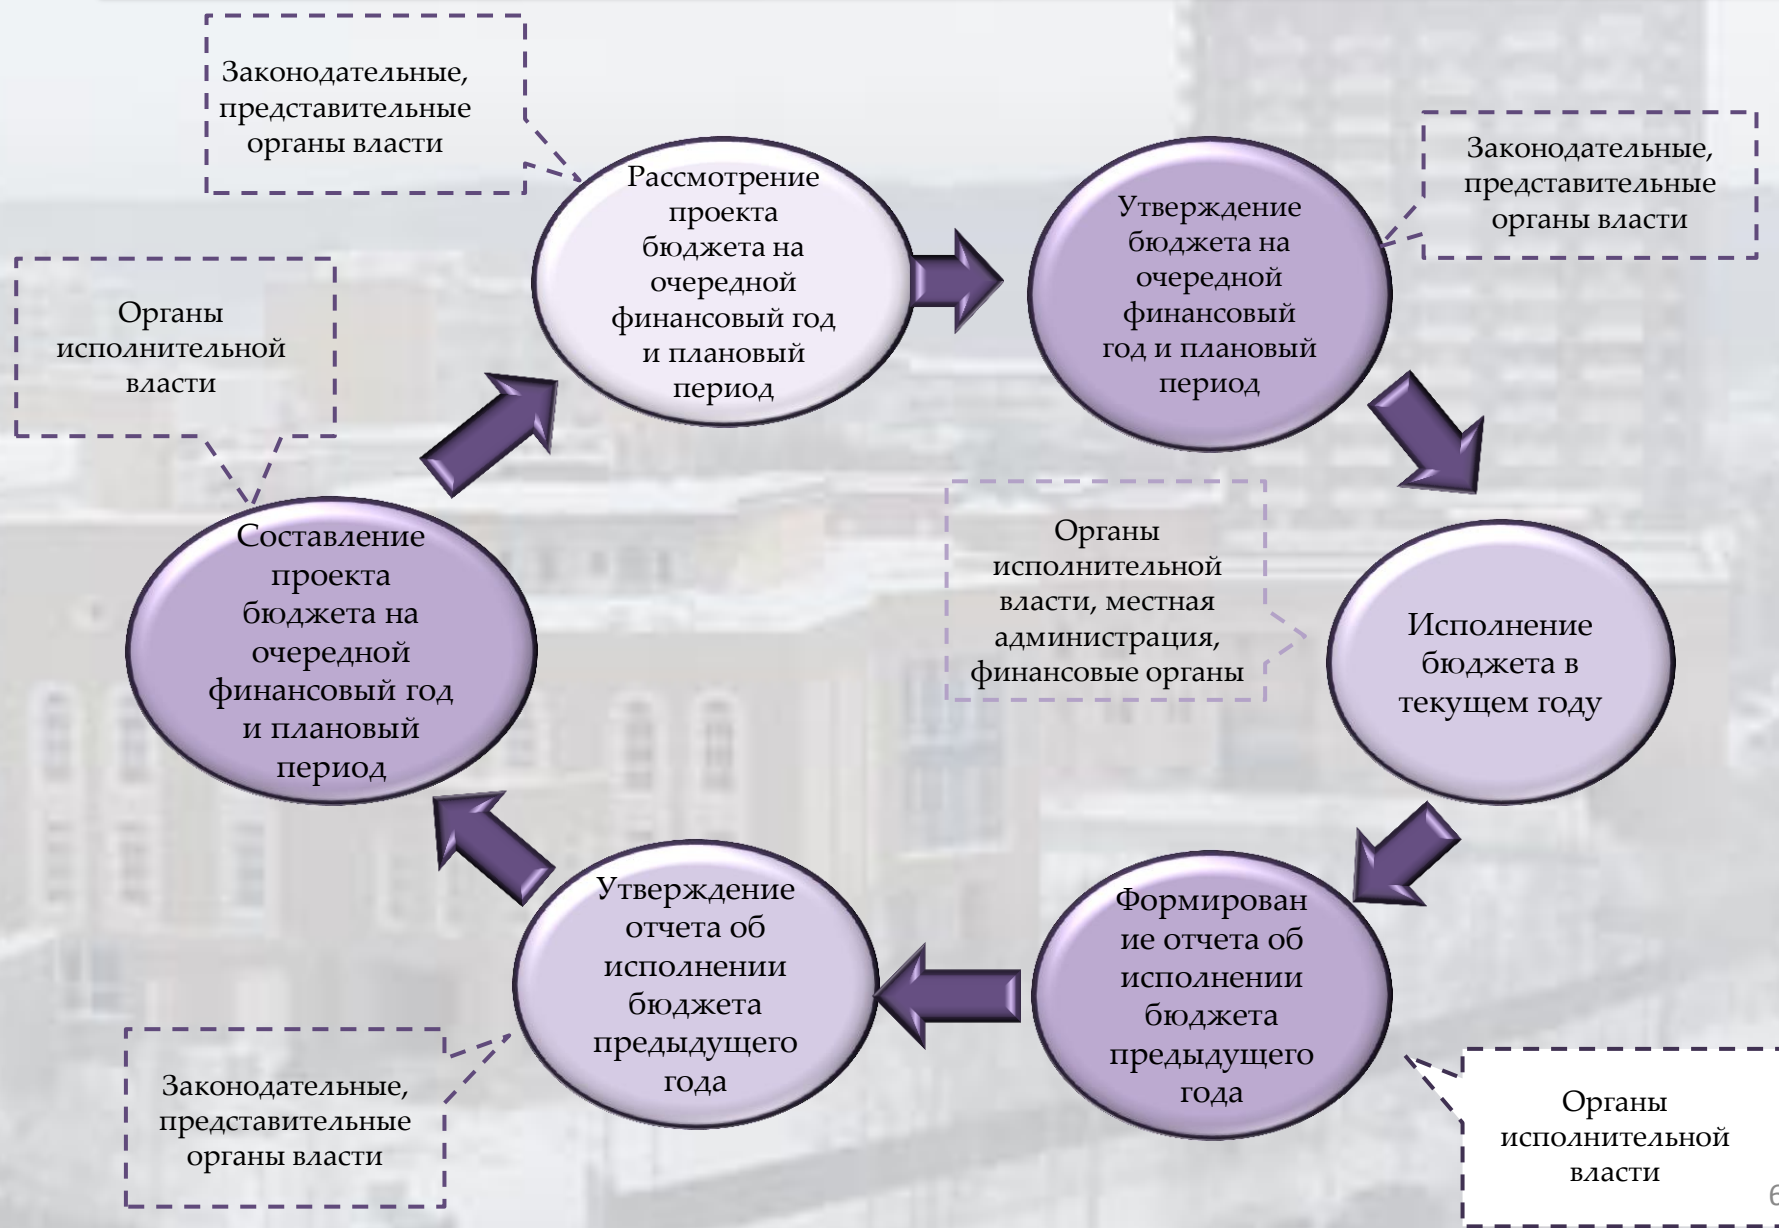 Законодательные,
представительные
органы власти
Рассмотрение
проекта
бюджета на
очередной
финансовый год
и плановый
период
Утверждение
бюджета на
очередной
финансовый
год и плановый
период
Законодательные,
представительные
органы власти
Органы
исполнительной
власти
Составление
проекта
бюджета на
очередной
финансовый год
и плановый
период
Органы
исполнительной
власти, местная
администрация,
финансовые органы
Исполнение
бюджета в
текущем году
Утверждение
отчета об
исполнении
бюджета
предыдущего
года
Формирован
ие отчета об
исполнении
бюджета
предыдущего
года
Законодательные,
представительные
органы власти
Органы
исполнительной
власти
6